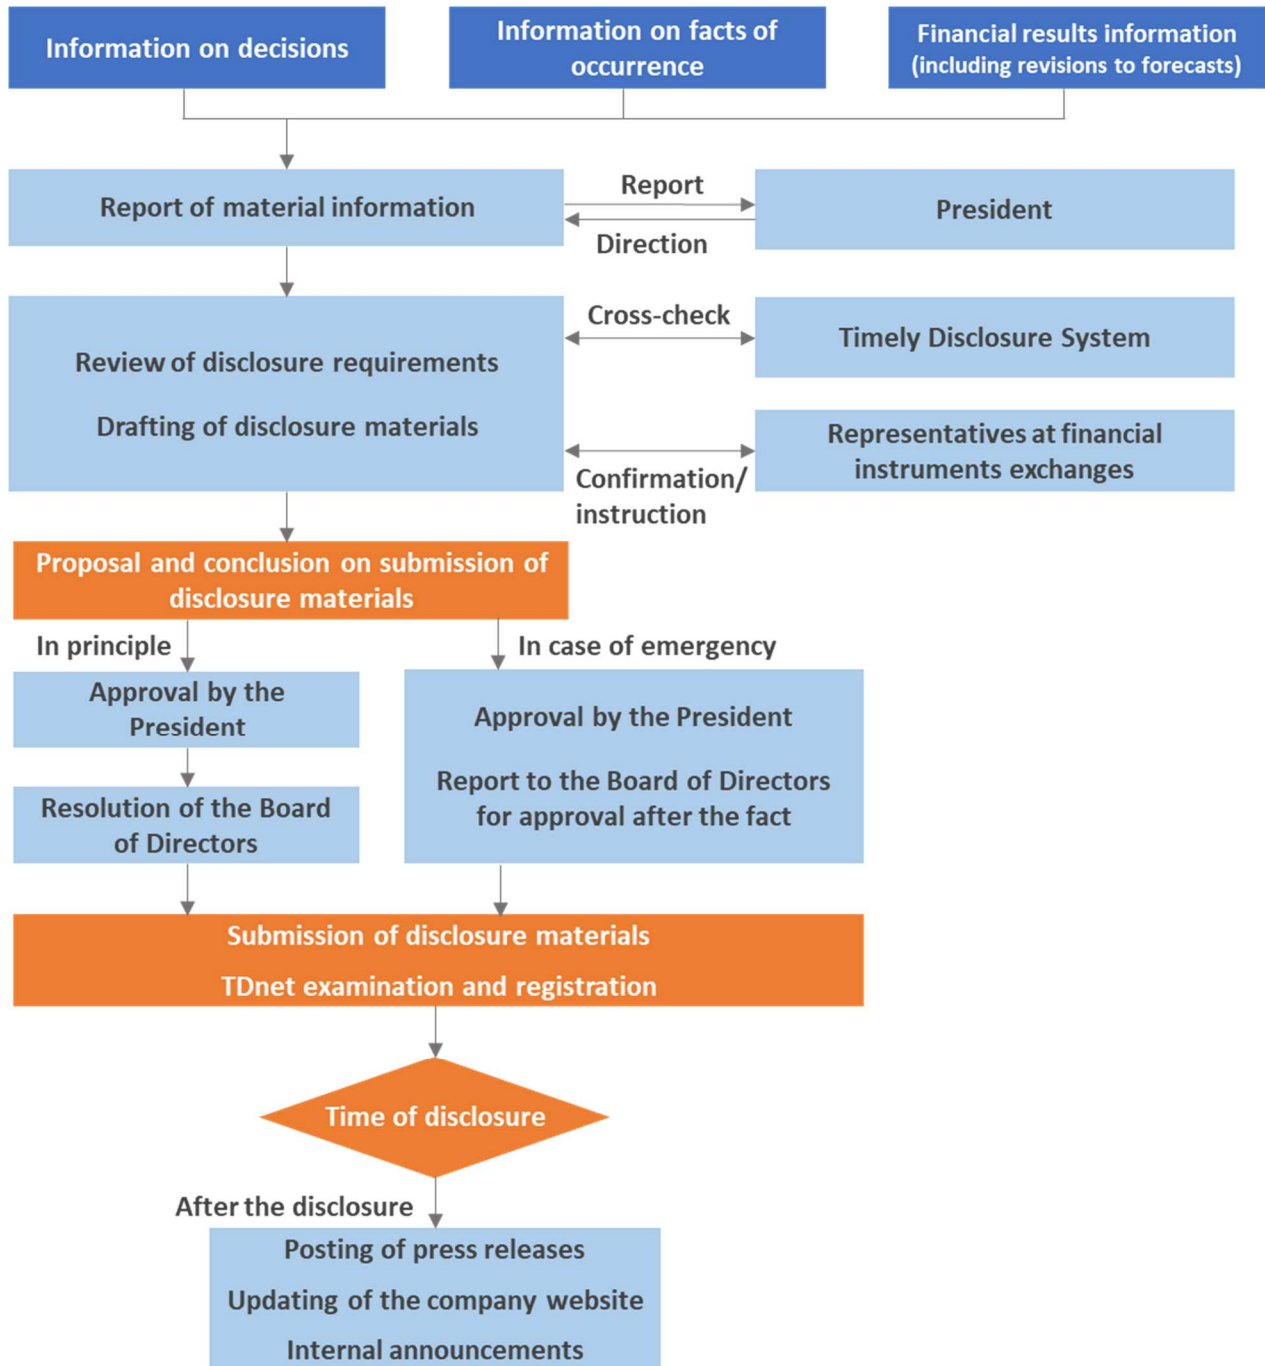 Information on decisions
Information on facts of
occurrence
Financial results information
(including revisions to forecasts)
Report of material information
Report
Direction
President
Review of disclosure requirements
Drafting of disclosure materials
Cross-check
Timely Disclosure System
Confirmation/
instruction
Representatives at financial
instruments exchanges
Proposal and conclusion on submission of
disclosure materials
In principle
In case of emergency
Approval by the
President
Resolution of the Board
of Directors
Approval by the President
Report to the Board of Directors
for approval after the fact
Submission of disclosure materials
TDnet examination and registration
Time of disclosure
After the disclosure
Posting of press releases
Updating of the company website
Internal announcements